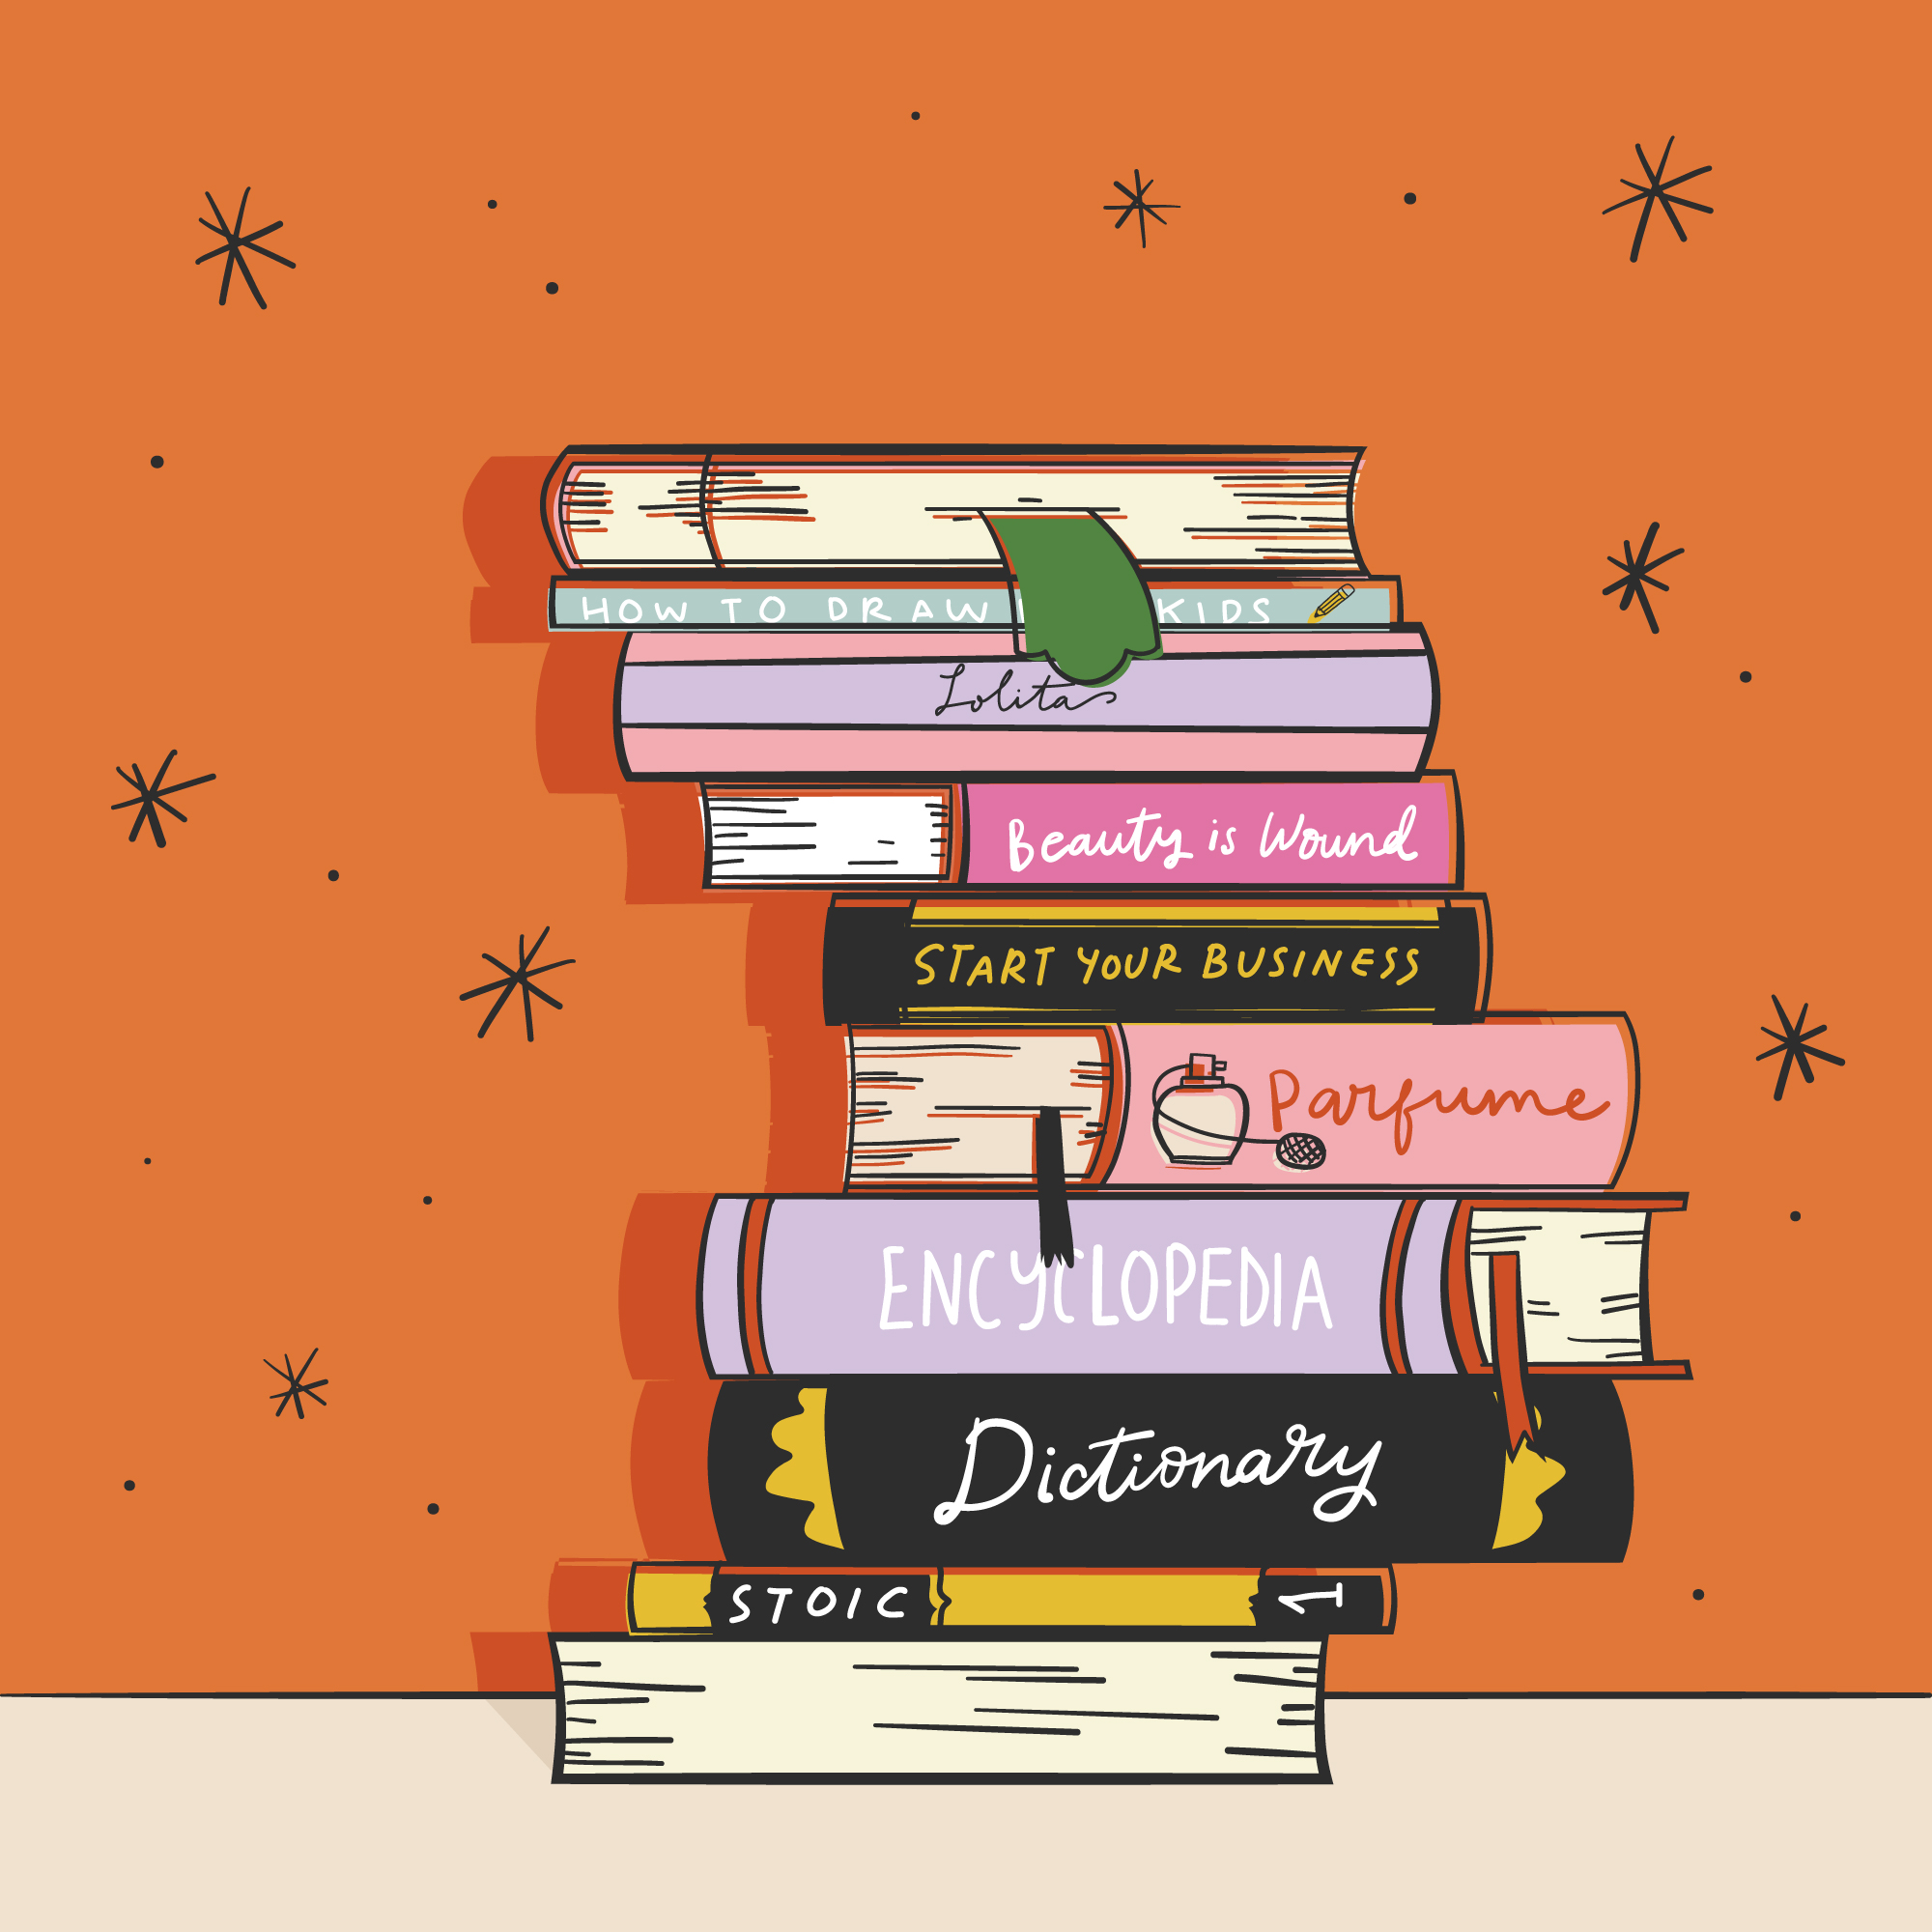 HOW TO DRAW KIDS
Lolita
Beauty is Wound
START YOUR BUSINESS
Parfume
ENCYCLOPEDIA
Dictionary
STOIC 1